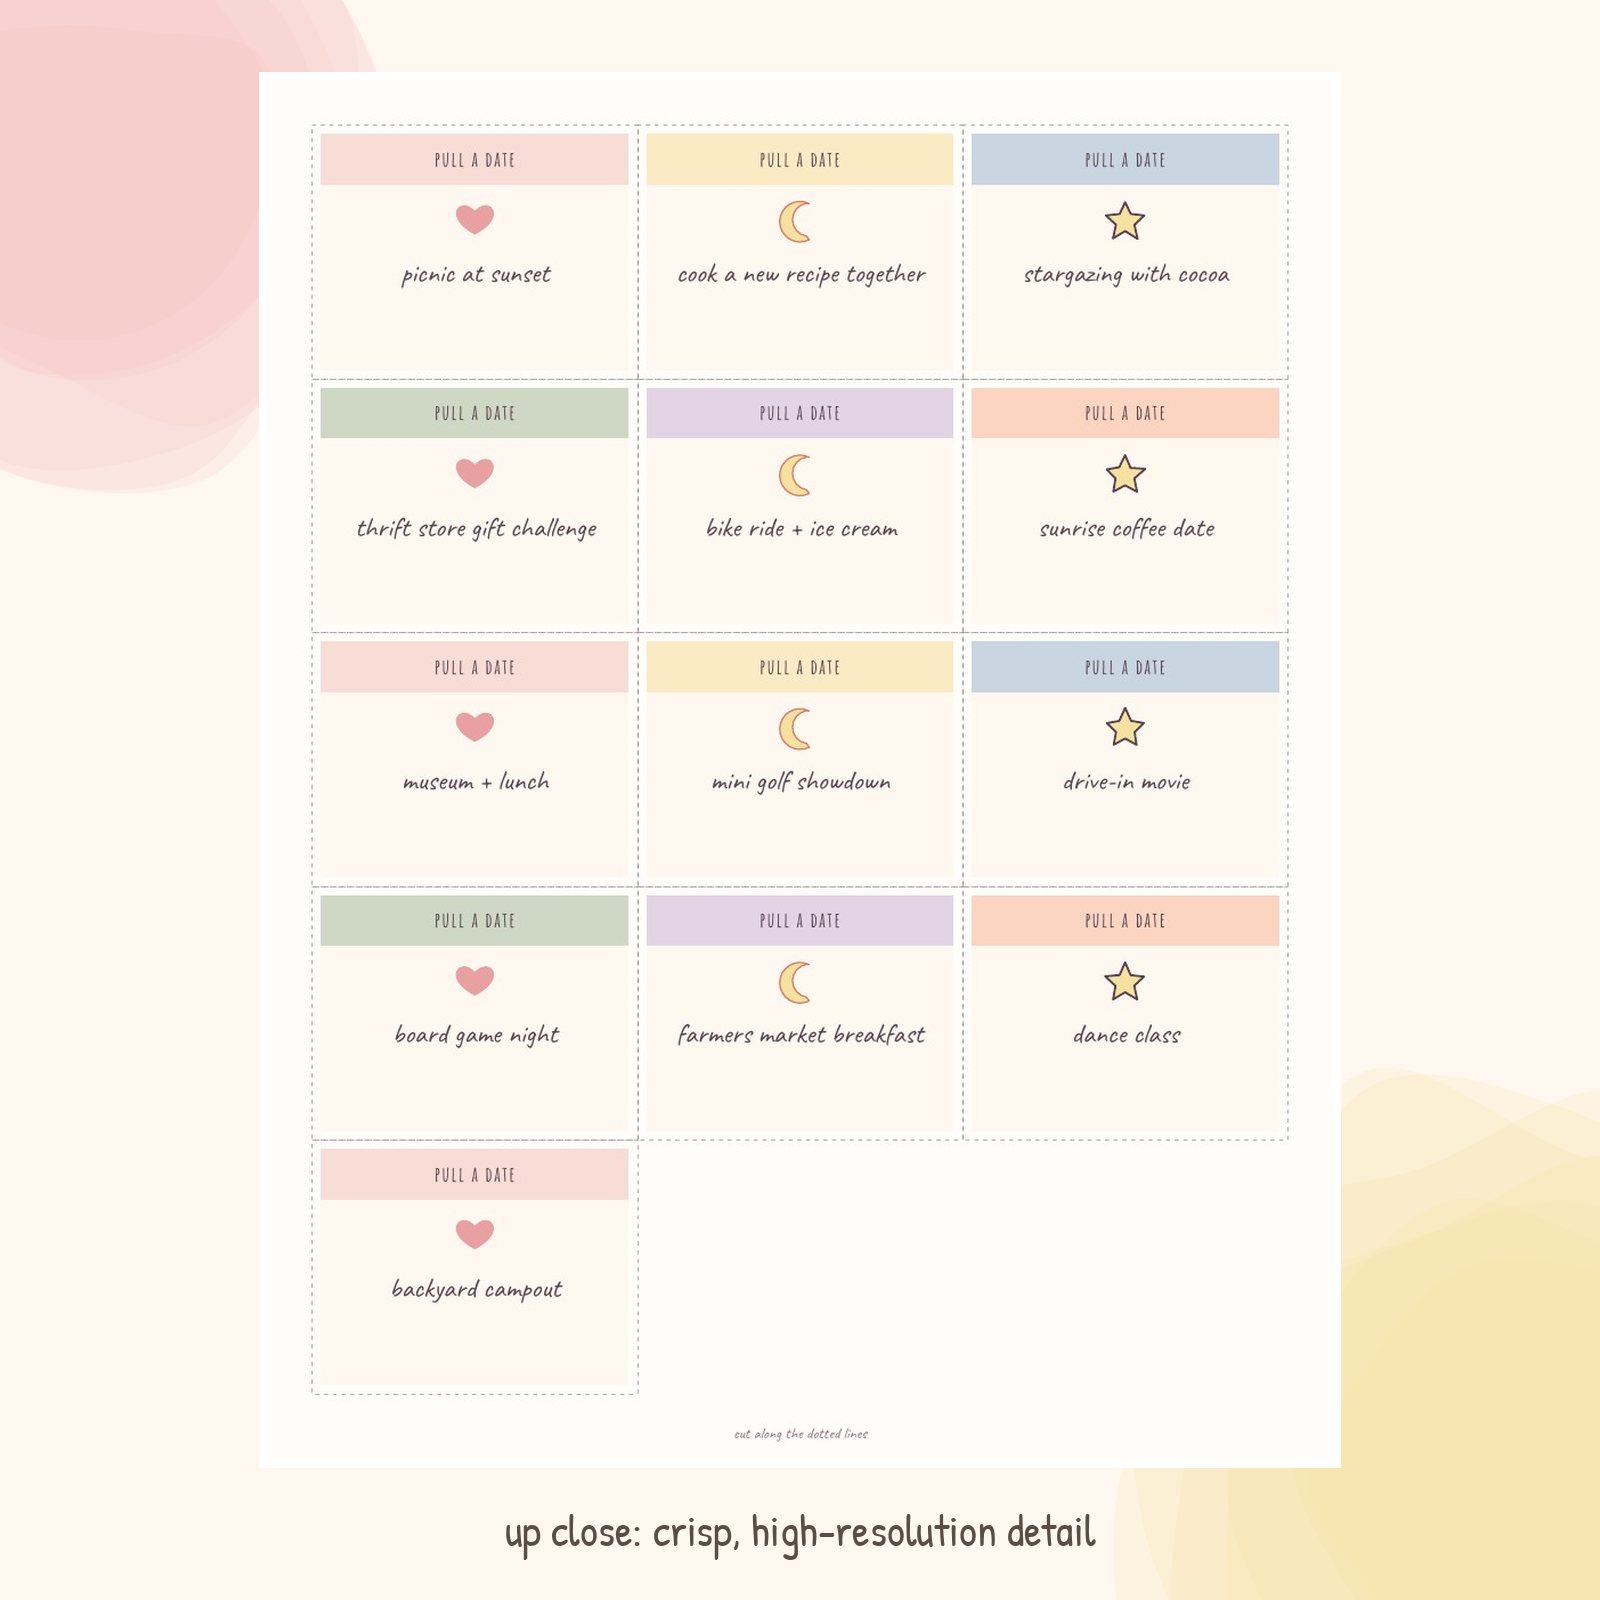 PULL A DATE
picnic at sunset
PULL A DATE
cook a new recipe together
PULL A DATE
stargazing with cocoa
PULL A DATE
thrift store gift challenge
PULL A DATE
bike ride + ice cream
PULL A DATE
sunrise coffee date
PULL A DATE
museum + lunch
PULL A DATE
mini golf showdown
PULL A DATE
drive-in movie
PULL A DATE
board game night
PULL A DATE
farmers market breakfast
PULL A DATE
dance class
PULL A DATE
backyard campout
cut along the dotted lines
up close: crisp, high-resolution detail